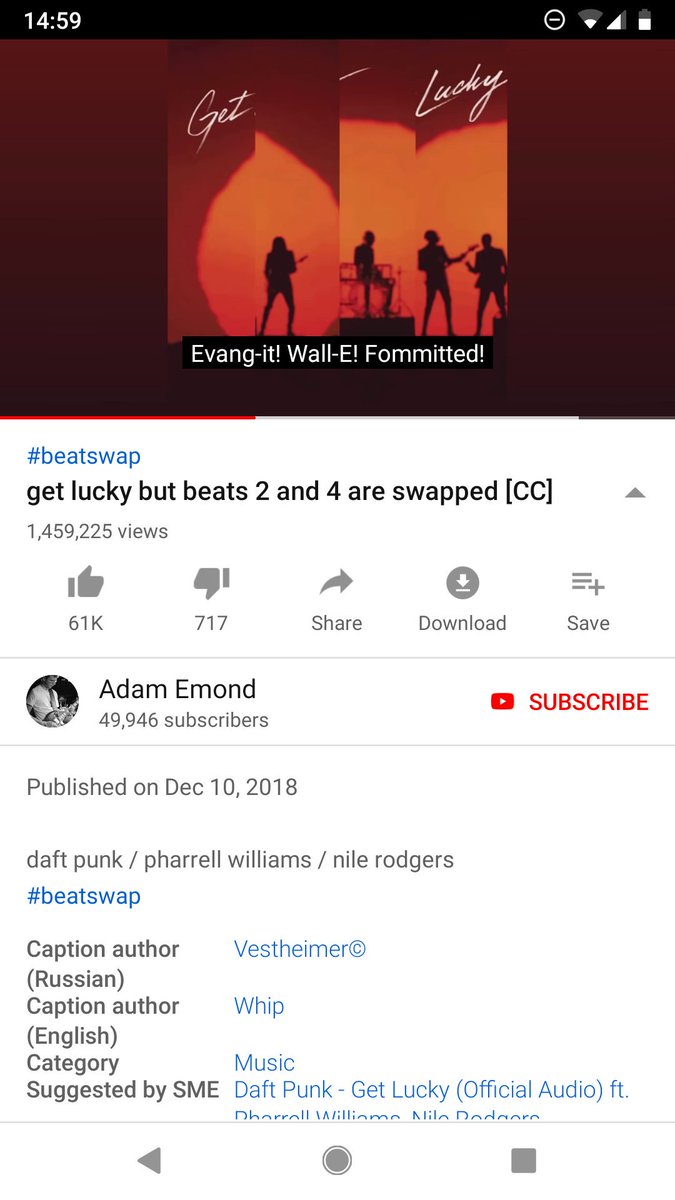 14:59
Get Lucky
Evang-it! Wall-E! Fommitted!
#beatswap
get lucky but beats 2 and 4 are swapped [CC]
1,459,225 views
61K 717 Share Download Save
Adam Emond
49,946 subscribers
SUBSCRIBE
Published on Dec 10, 2018
daft punk / pharrell williams / nile rodgers
#beatswap
Caption author Vestheimer©
(Russian)
Caption author Whip
(English)
Category Music
Suggested by SME Daft Punk - Get Lucky (Official Audio) ft.
Pharrell Williams, Nile Rodgers